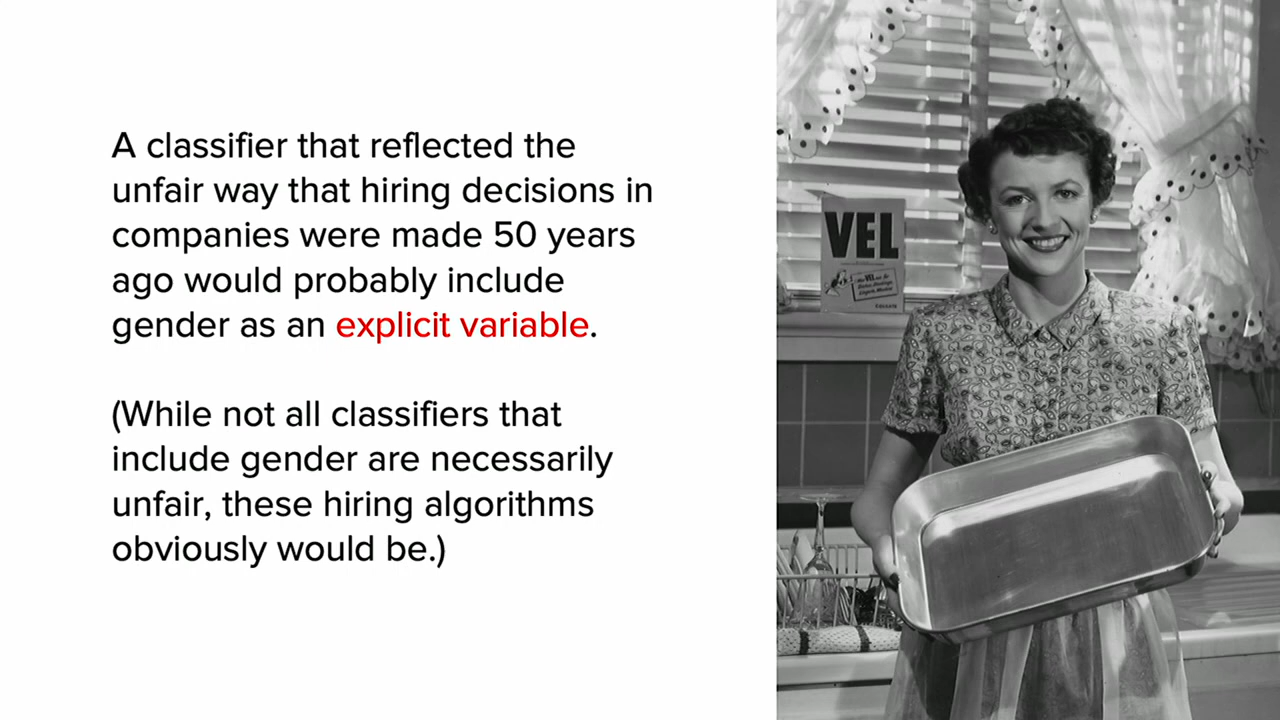 A classifier that reflected the
unfair way that hiring decisions in
companies were made 50 years
ago would probably include
gender as an explicit variable.
(While not all classifiers that
include gender are necessarily
unfair, these hiring algorithms
obviously would be.)
VEL
COLGATE